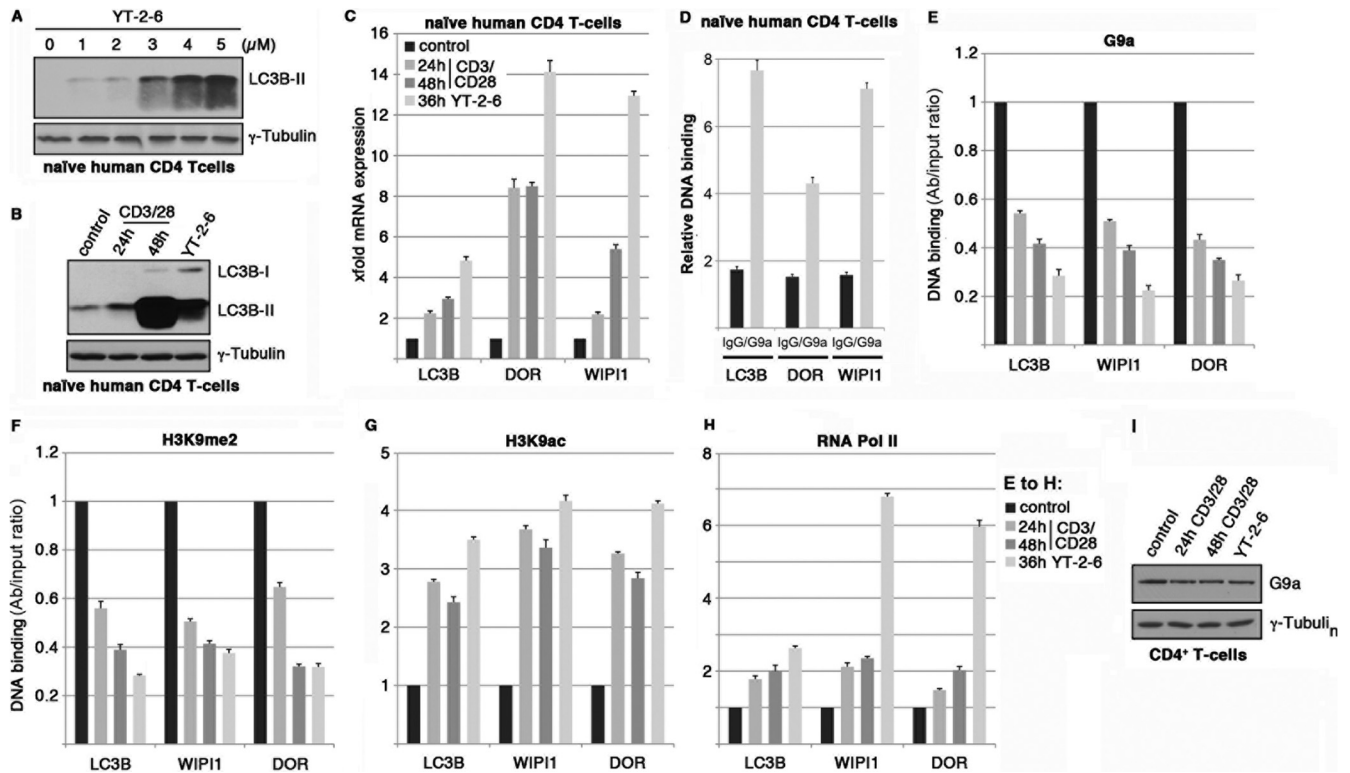 A
YT-2-6
0 1 2 3 4 5 (µM)
LC3B-II
γ-Tubulin
naïve human CD4 Tcells
B
control
24h
CD3/28
48h
YT-2-6
LC3B-I
LC3B-II
γ-Tubulin
naïve human CD4 T-cells
C
naïve human CD4 T-cells
xfold mRNA expression
16
14
12
10
8
6
4
2
control
24h CD3/
48h CD28
36h YT-2-6
LC3B DOR WIPI1
D
naïve human CD4 T-cells
Relative DNA binding
8
6
4
2
IgG/G9a IgG/G9a IgG/G9a
LC3B DOR WIPI1
E
G9a
DNA binding (Ab/input ratio)
1.2
1
0.8
0.6
0.4
0.2
LC3B WIPI1 DOR
F
H3K9me2
DNA binding (Ab/input ratio)
1.2
1
0.8
0.6
0.4
0.2
LC3B WIPI1 DOR
G
H3K9ac
5
4
3
2
1
LC3B WIPI1 DOR
H
RNA Pol II
8
6
4
2
LC3B WIPI1 DOR
E to H:
control
24h CD3/
48h CD28
36h YT-2-6
I
control
24h CD3/28
48h CD3/28
YT-2-6
G9a
γ-Tubulin
CD4+ T-cells